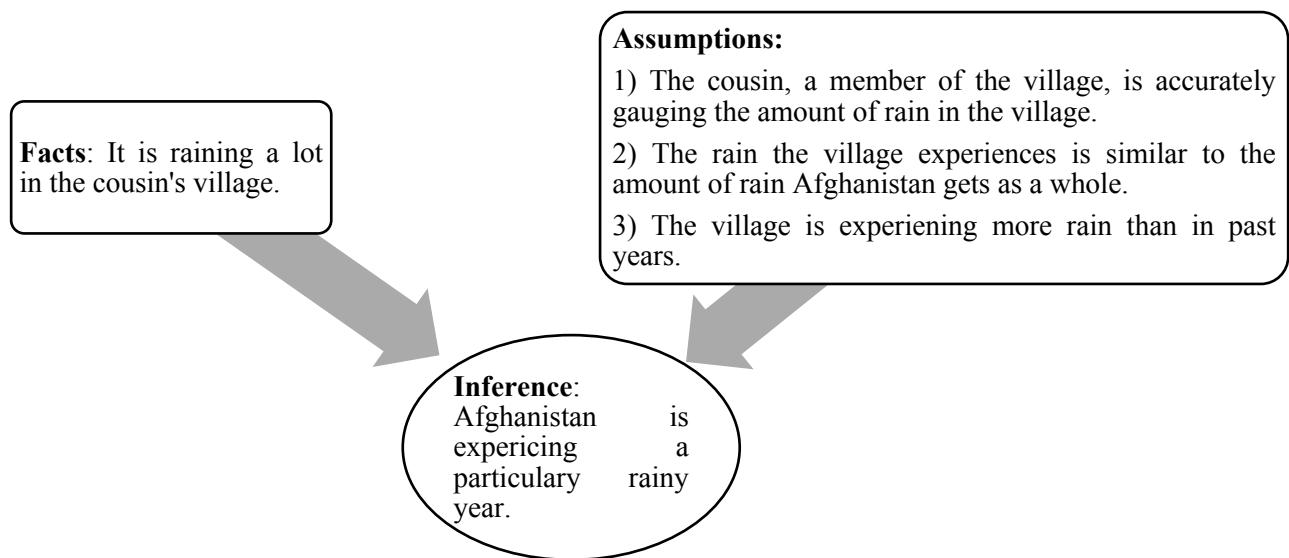 Facts: It is raining a lot
in the cousin's village.
Assumptions:
1) The cousin, a member of the village, is accurately
gauging the amount of rain in the village.
2) The rain the village experiences is similar to the
amount of rain Afghanistan gets as a whole.
3) The village is experiening more rain than in past
years.
Inference:
Afghanistan is
expericing a
particulary rainy
year.